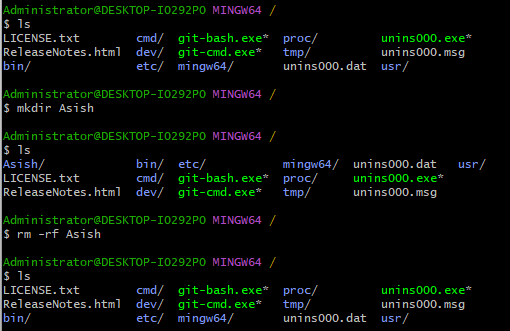 Administrator@DESKTOP-IO292PO MINGW64 /
$ ls
LICENSE.txt        cmd/  git-bash.exe*  proc/         unins000.exe*
ReleaseNotes.html  dev/  git-cmd.exe*   tmp/          unins000.msg
bin/               etc/  mingw64/       unins000.dat  usr/

Administrator@DESKTOP-IO292PO MINGW64 /
$ mkdir Asish

Administrator@DESKTOP-IO292PO MINGW64 /
$ ls
Asish/             bin/  etc/           mingw64/  unins000.dat   usr/
LICENSE.txt        cmd/  git-bash.exe*  proc/     unins000.exe*
ReleaseNotes.html  dev/  git-cmd.exe*   tmp/      unins000.msg

Administrator@DESKTOP-IO292PO MINGW64 /
$ rm -rf Asish

Administrator@DESKTOP-IO292PO MINGW64 /
$ ls
LICENSE.txt        cmd/  git-bash.exe*  proc/         unins000.exe*
ReleaseNotes.html  dev/  git-cmd.exe*   tmp/          unins000.msg
bin/               etc/  mingw64/       unins000.dat  usr/